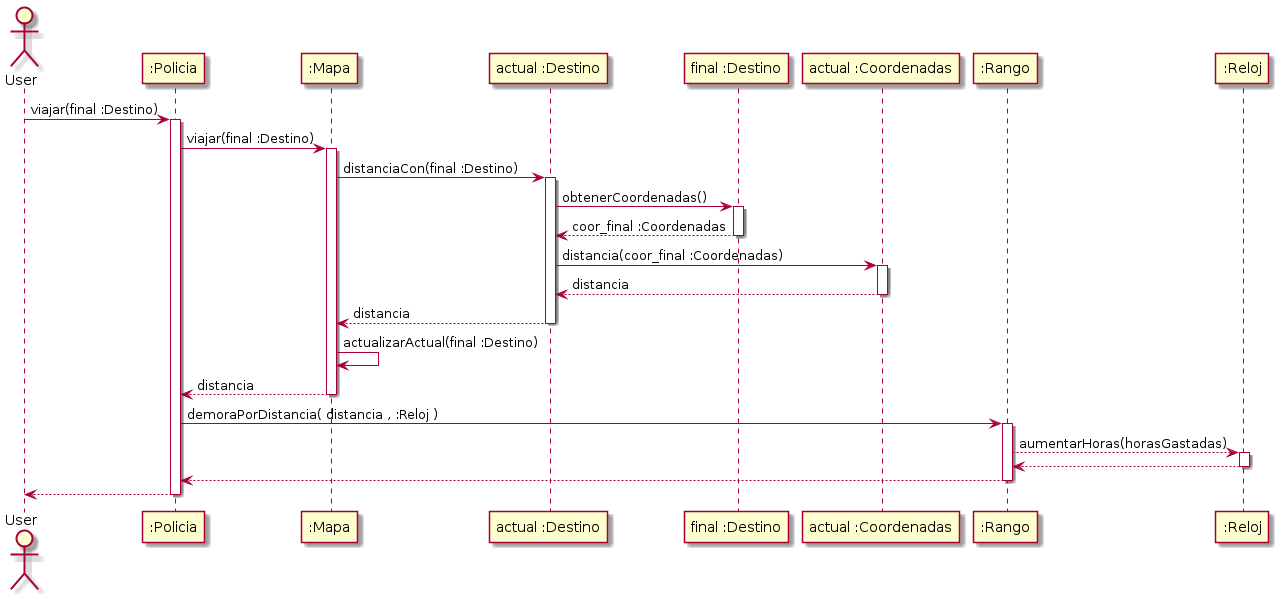 User
:Policia
:Mapa
actual :Destino
final :Destino
actual :Coordenadas
:Rango
:Reloj
viajar(final :Destino)
viajar(final :Destino)
distanciaCon(final :Destino)
obtenerCoordenadas()
coor_final :Coordenadas
distancia(coor_final :Coordenadas)
distancia
distancia
actualizarActual(final :Destino)
distancia
demoraPorDistancia( distancia , :Reloj )
aumentarHoras(horasGastadas)
User
:Policia
:Mapa
actual :Destino
final :Destino
actual :Coordenadas
:Rango
:Reloj